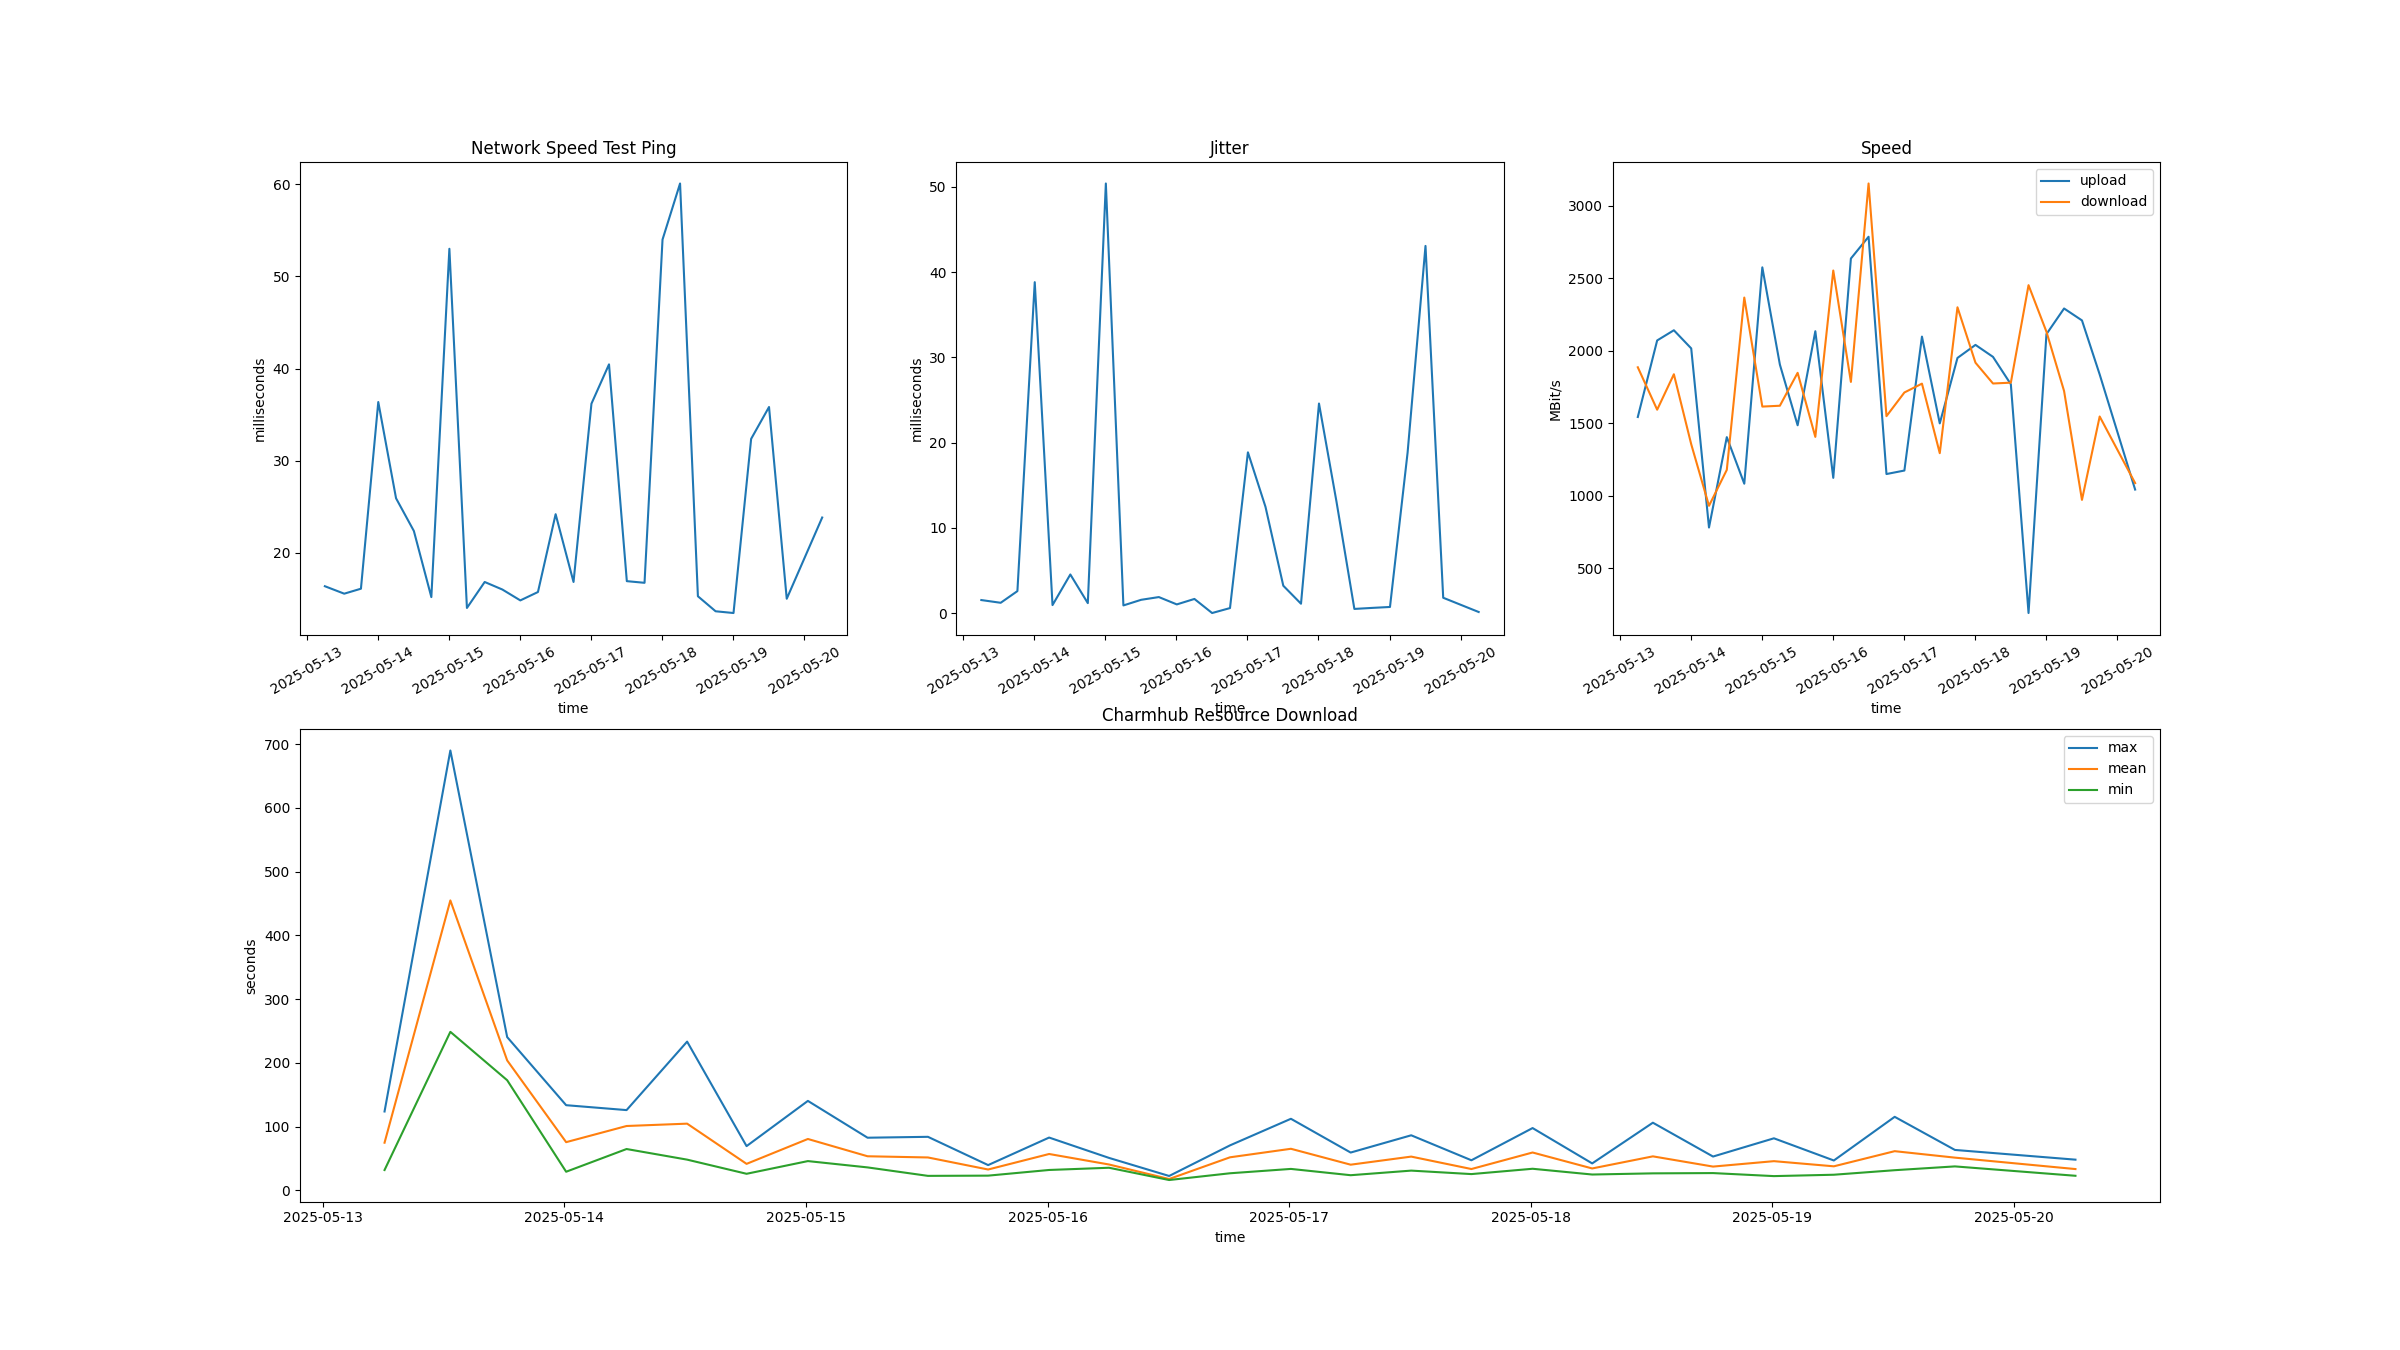 Network Speed Test Ping
milliseconds
60
50
40
30
20
2025-05-13 2025-05-14 2025-05-15 2025-05-16 2025-05-17 2025-05-18 2025-05-19 2025-05-20
time
Jitter
milliseconds
50
40
30
20
10
0
2025-05-13 2025-05-14 2025-05-15 2025-05-16 2025-05-17 2025-05-18 2025-05-19 2025-05-20
time
Speed
upload
download
MBit/s
3000
2500
2000
1500
1000
500
2025-05-13 2025-05-14 2025-05-15 2025-05-16 2025-05-17 2025-05-18 2025-05-19 2025-05-20
time
Charmhub Resource Download
max
mean
min
seconds
700
600
500
400
300
200
100
0
2025-05-13 2025-05-14 2025-05-15 2025-05-16 2025-05-17 2025-05-18 2025-05-19 2025-05-20
time